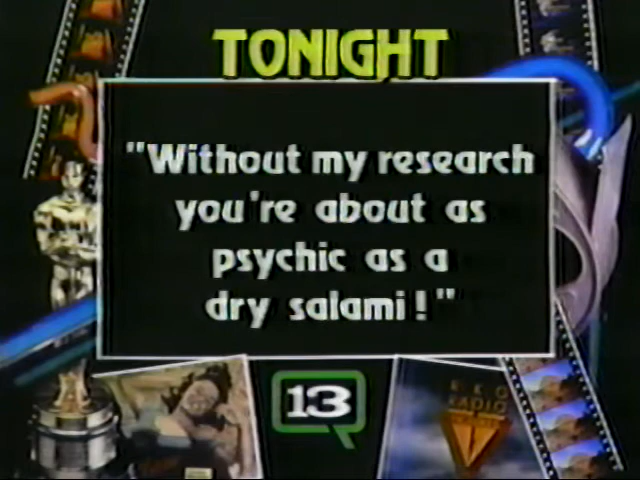 TONIGHT
"Without my research
you're about as
psychic as a
dry salami!"
13
RKO
RADIO